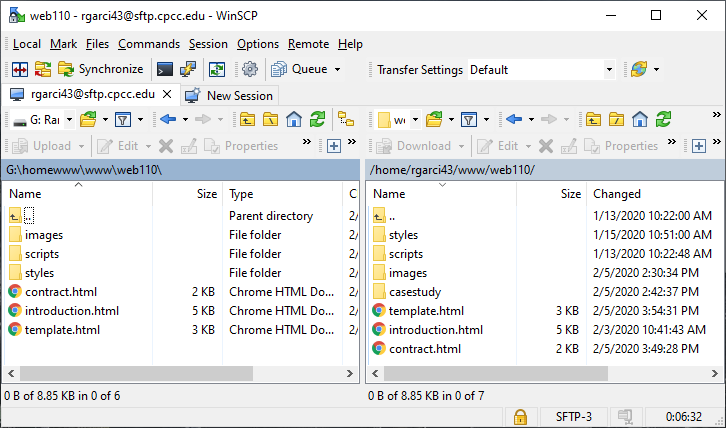 web110 - rgarci43@sftp.cpcc.edu - WinSCP
Local Mark Files Commands Session Options Remote Help
Synchronize Queue Transfer Settings Default
rgarci43@sftp.cpcc.edu New Session
G: Rar we
Upload Edit Properties Download Edit Properties
G:\homewww\www\web110\ /home/rgarci43/www/web110/
Name Size Type C Name Size Changed
.. Parent directory 2/ .. 1/13/2020 10:22:00 AM
images File folder 2/ styles 1/15/2020 10:51:00 AM
scripts File folder 2/ scripts 1/13/2020 10:22:48 AM
styles File folder 2/ images 2/5/2020 2:30:34 PM
contract.html 2 KB Chrome HTML Do... 2/ casestudy 2/5/2020 2:42:37 PM
introduction.html 5 KB Chrome HTML Do... 2/ template.html 3 KB 2/5/2020 3:54:31 PM
template.html 3 KB Chrome HTML Do... 2/ introduction.html 5 KB 2/3/2020 10:41:43 AM
contract.html 2 KB 2/5/2020 3:49:28 PM
0 B of 8.85 KB in 0 of 6 0 B of 8.85 KB in 0 of 7
SFTP-3 0:06:32